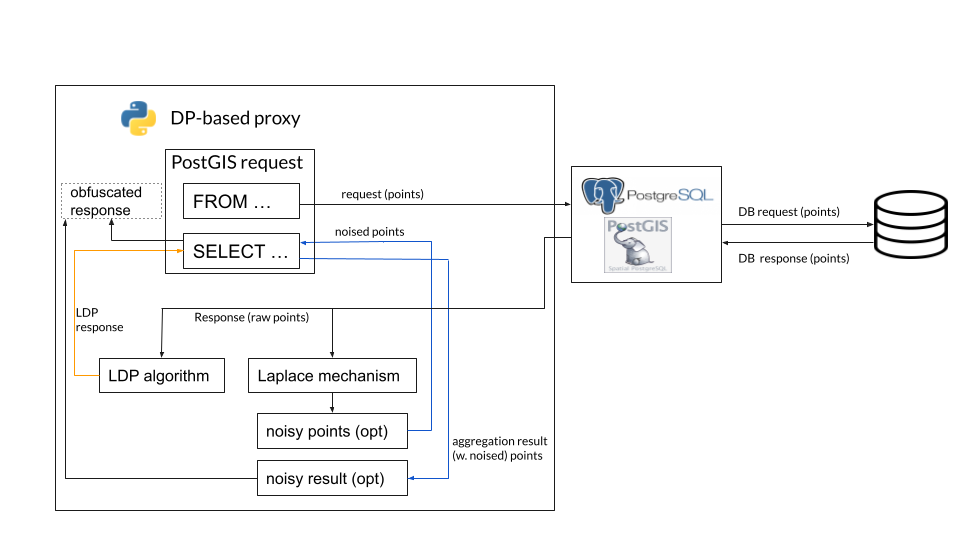 DP-based proxy
PostGIS request
obfuscated
response
FROM …
SELECT …
request (points)
noised points
PostgreSQL
PostGIS
Spatial PostgreSQL
DB request (points)
DB  response (points)
LDP
response
Response (raw points)
LDP algorithm
Laplace mechanism
noisy points (opt)
aggregation result
(w. noised) points
noisy result (opt)